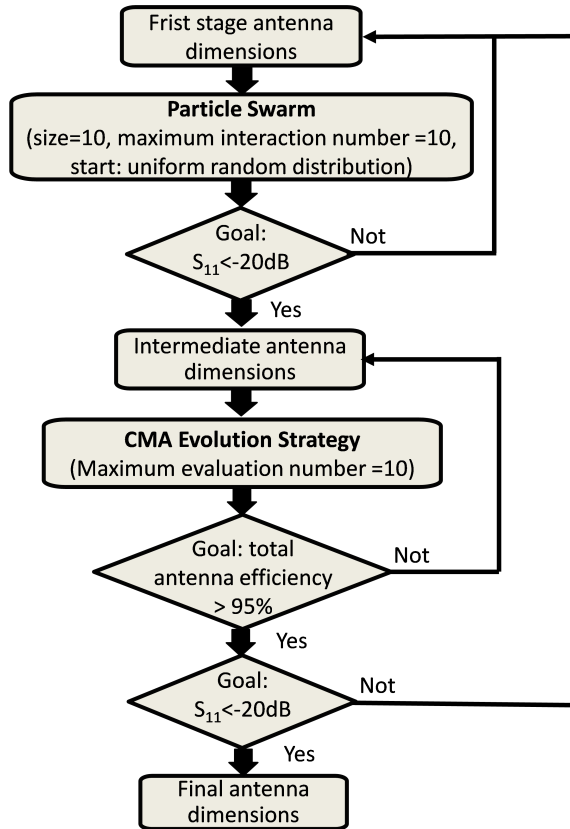 Frist stage antenna
dimensions
Particle Swarm
(size=10, maximum interaction number =10,
start: uniform random distribution)
Goal:
S₁₁<-20dB
Not
Yes
Intermediate antenna
dimensions
CMA Evolution Strategy
(Maximum evaluation number =10)
Goal: total
antenna efficiency
> 95%
Not
Yes
Goal:
S₁₁<-20dB
Not
Yes
Final antenna
dimensions